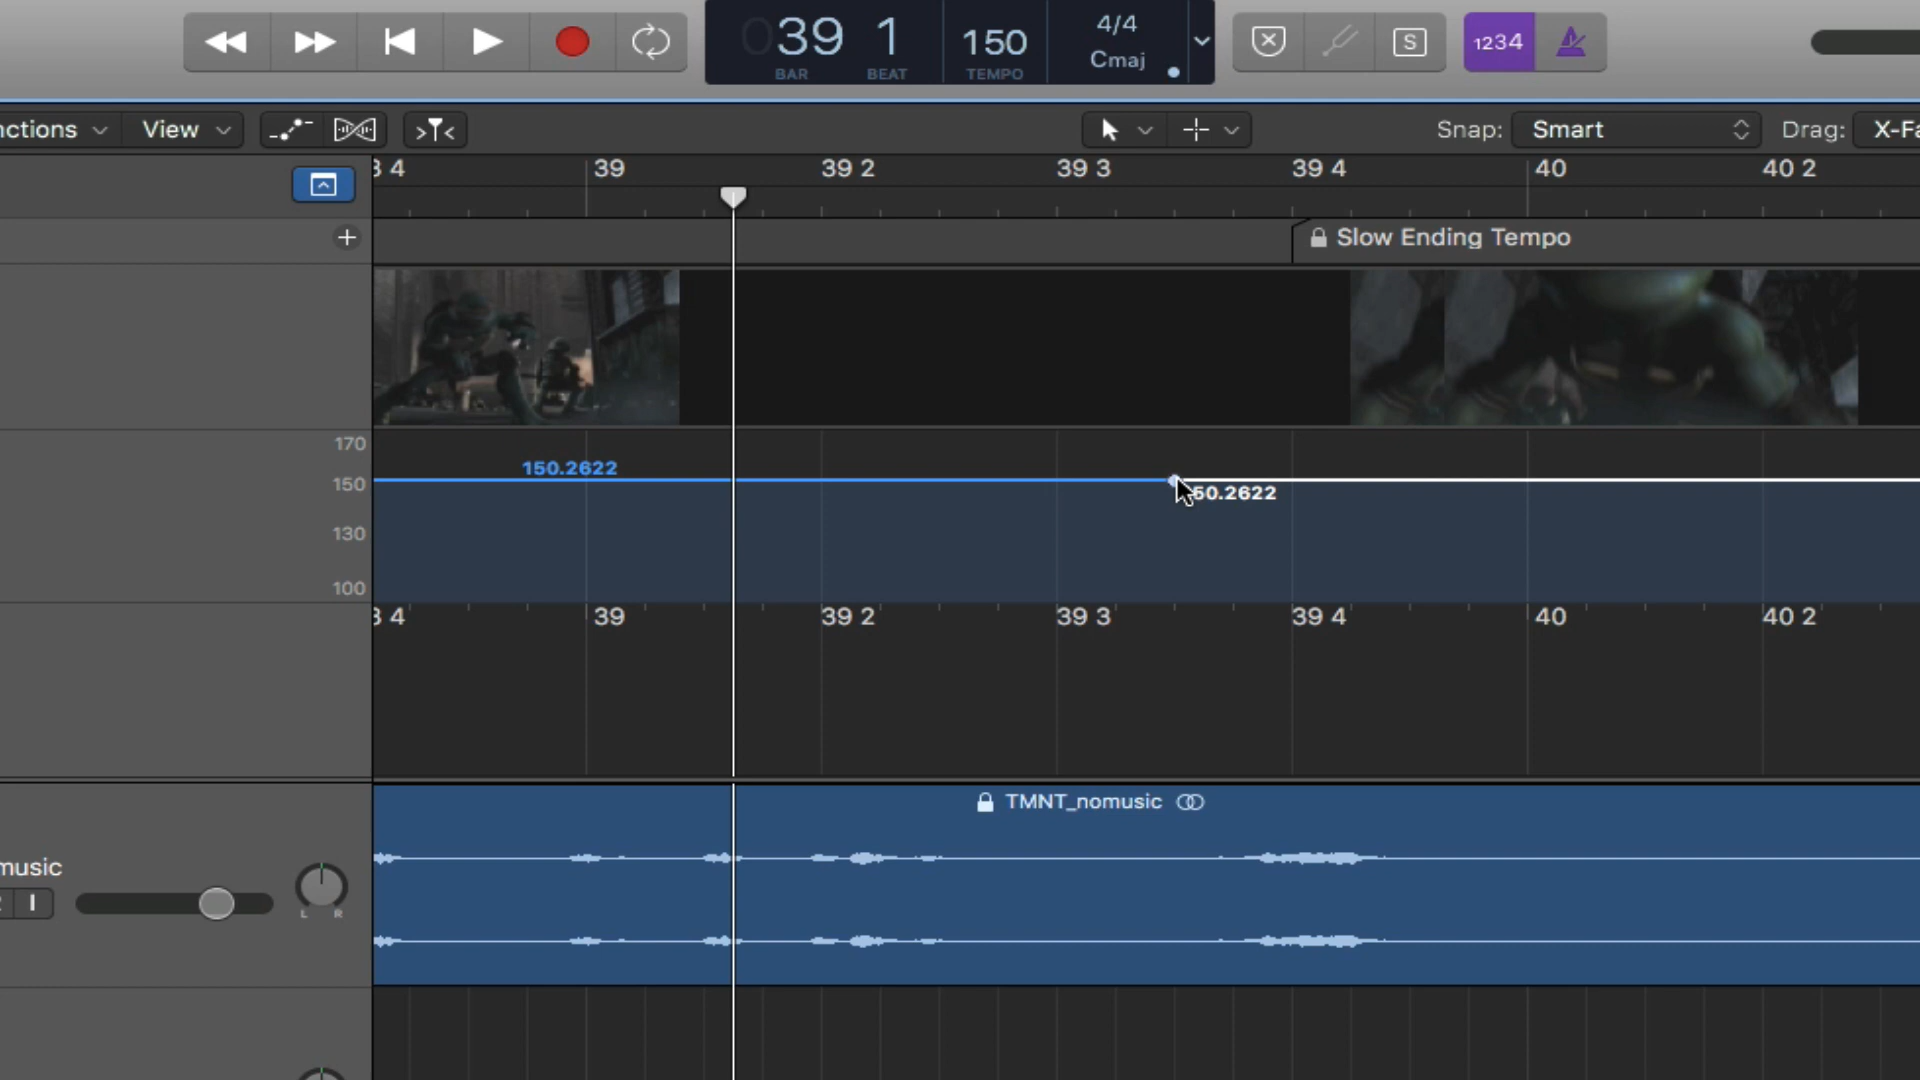 39 1 150 4/4
Cmaj
BAR BEAT TEMPO
S 1234
nctions View Snap: Smart Drag: X-Fa
3 4 39 39 2 39 3 39 4 40 40 2
+ Slow Ending Tempo
170
150.2622
150
50.2622
130
100
3 4 39 39 2 39 3 39 4 40 40 2
TMNT_nomusic
music
I
L R